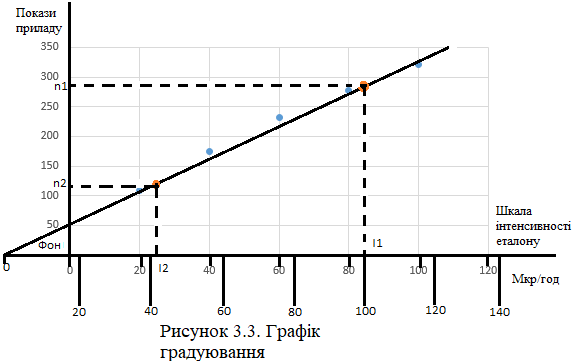 Покази
приладу
350
300
n1
250
200
150
n2
100
50
Фон
Шкала
інтенсивності
еталону
I2
I1
0
0
20
40
60
80
100
120
Мкр/год
20
40
60
80
100
120
140
Рисунок 3.3. Графік
градуювання